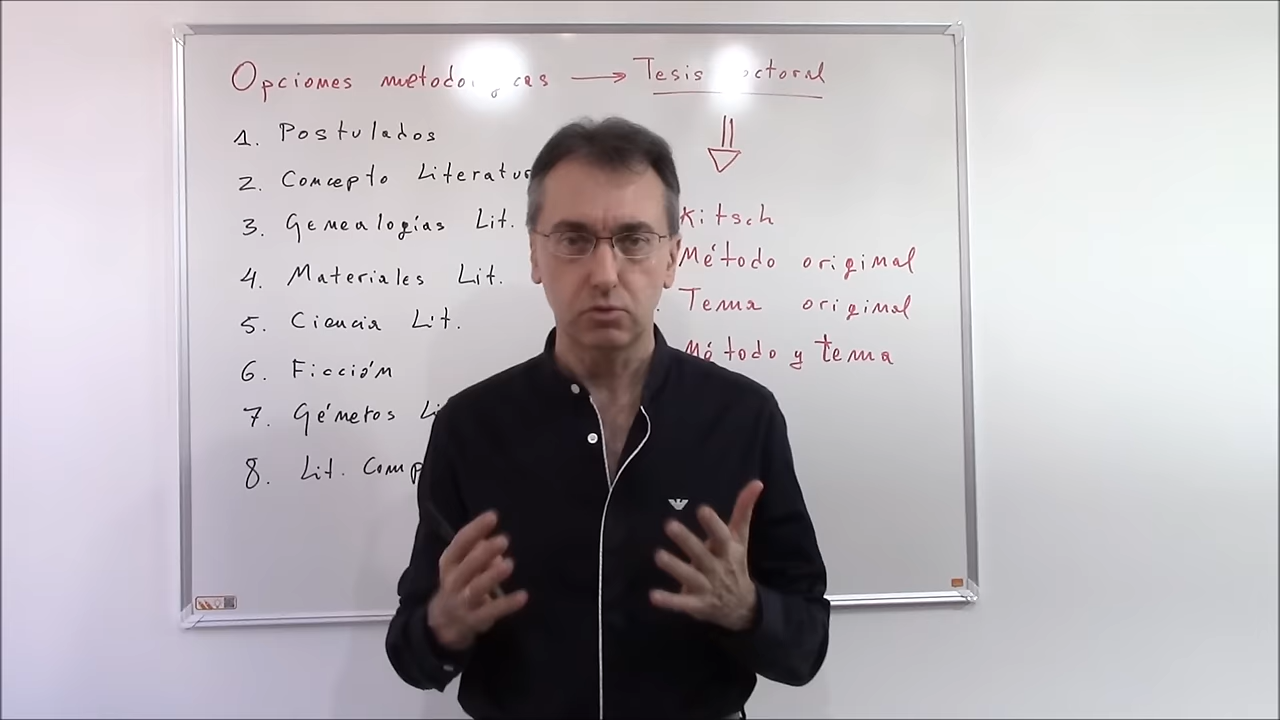 Opciones → Tesis
1. Postulados
2. Concepto
3. Genealogías Lit.
4. Materiales Lit.
5. Ciencia Lit.
6. Ficción
7. Géneros
8. Lit.
Kitsch
Método original
Tema original
Método y tema